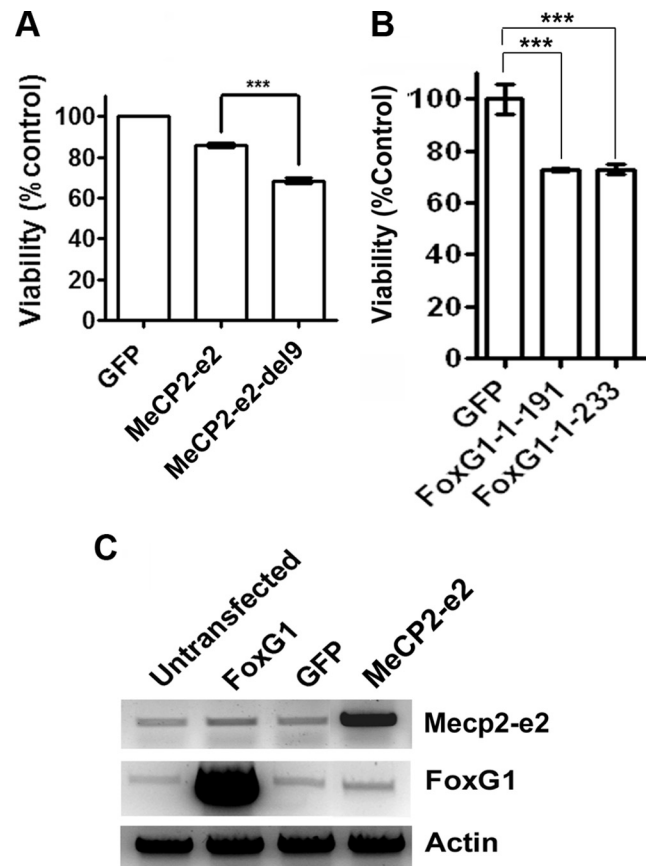 A
Viability (% control)
100
80
60
40
20
0
***
GFP
MeCP2-e2
MeCP2-e2-del9
B
Viability (%Control)
100
80
60
40
20
0
***
***
GFP
FoxG1-1-191
FoxG1-1-233
C
Untransfected
FoxG1
GFP
MeCP2-e2
Mecp2-e2
FoxG1
Actin